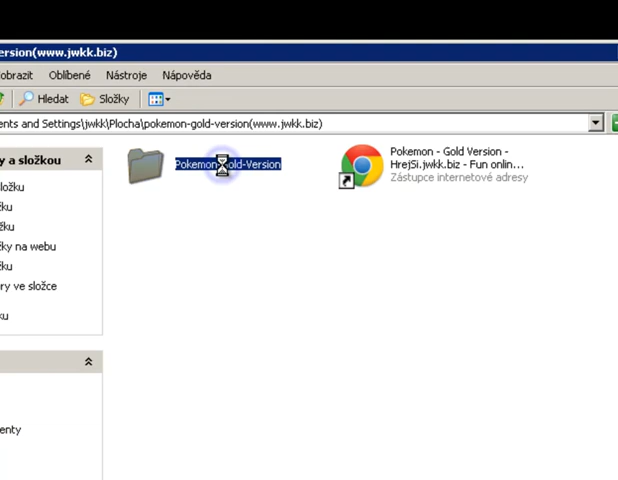 ersion(www.jwkk.biz)
obrazit Oblíbené Nástroje Nápověda
Hledat Složky
ents and Settings\jwkk\Plocha\pokemon-gold-version(www.jwkk.biz)
y a složkou
ložku
ku
ku
ky na webu
ku
ry ve složce
ku
enty
Pokemon-Gold-Version
Pokemon - Gold Version -
HrejSi.jwkk.biz - Fun onlin...
Zástupce internetové adresy